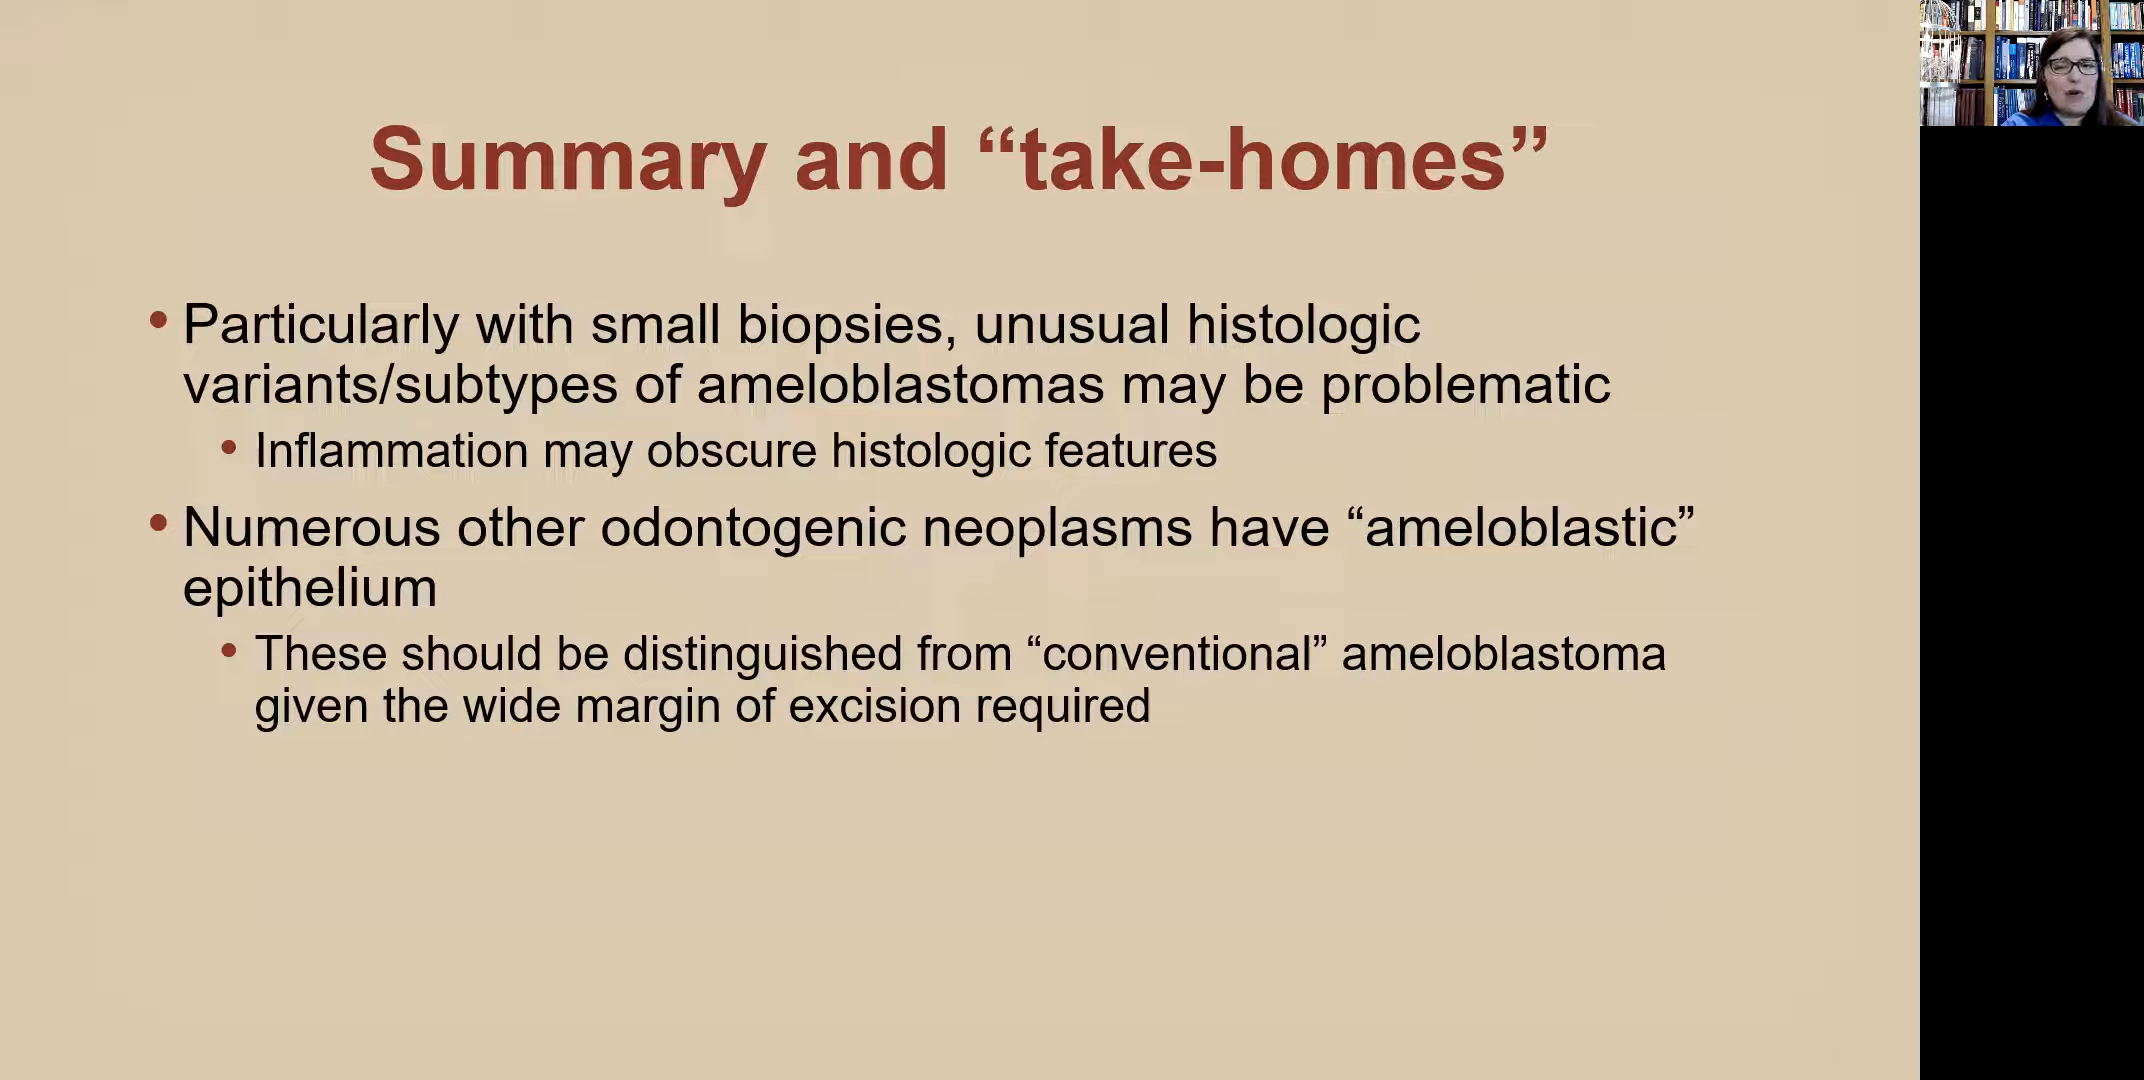 Summary and “take-homes”
• Particularly with small biopsies, unusual histologic
variants/subtypes of ameloblastomas may be problematic
• Inflammation may obscure histologic features
• Numerous other odontogenic neoplasms have “ameloblastic”
epithelium
• These should be distinguished from “conventional” ameloblastoma
given the wide margin of excision required